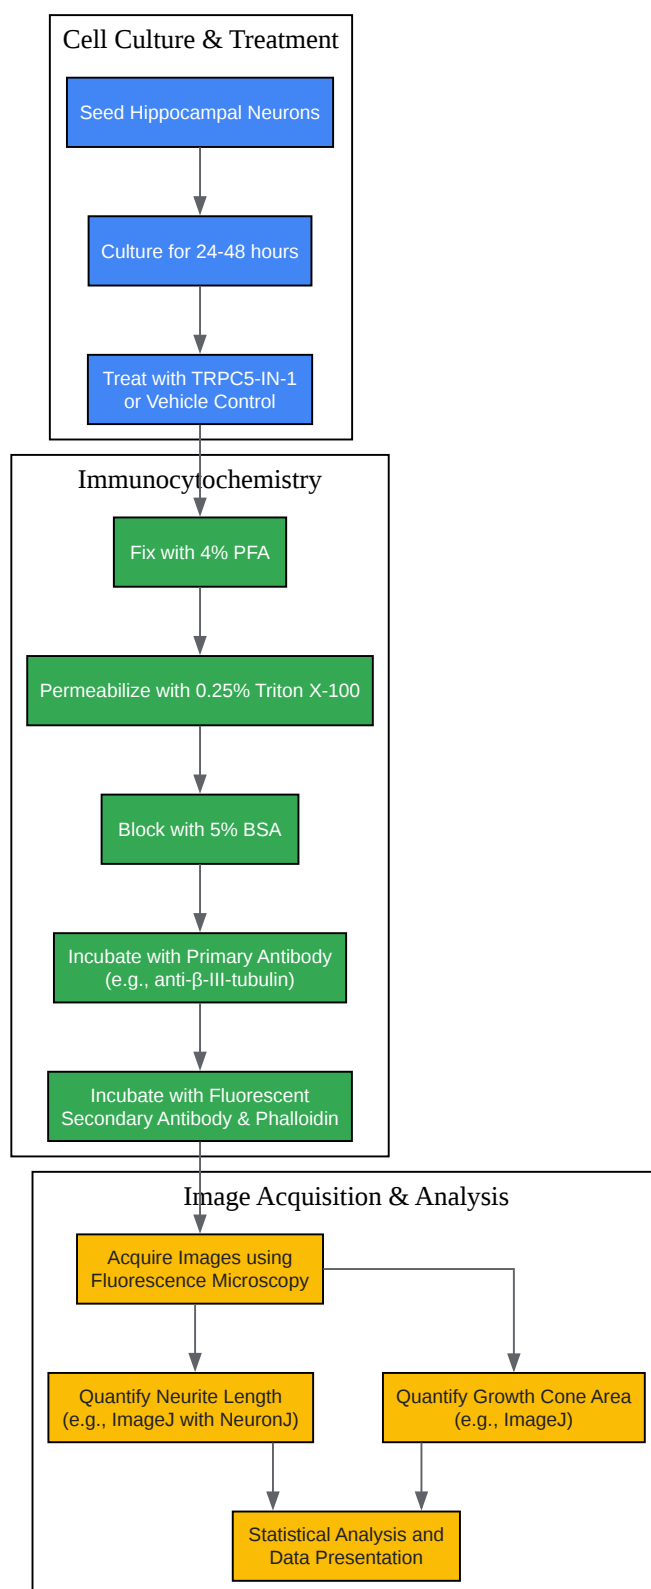 Cell Culture & Treatment
Seed Hippocampal Neurons
Culture for 24-48 hours
Treat with TRPC5-IN-1
or Vehicle Control
Immunocytochemistry
Fix with 4% PFA
Permeabilize with 0.25% Triton X-100
Block with 5% BSA
Incubate with Primary Antibody
(e.g., anti-β-III-tubulin)
Incubate with Fluorescent
Secondary Antibody & Phalloidin
Image Acquisition & Analysis
Acquire Images using
Fluorescence Microscopy
Quantify Neurite Length
(e.g., ImageJ with NeuronJ)
Quantify Growth Cone Area
(e.g., ImageJ)
Statistical Analysis and
Data Presentation